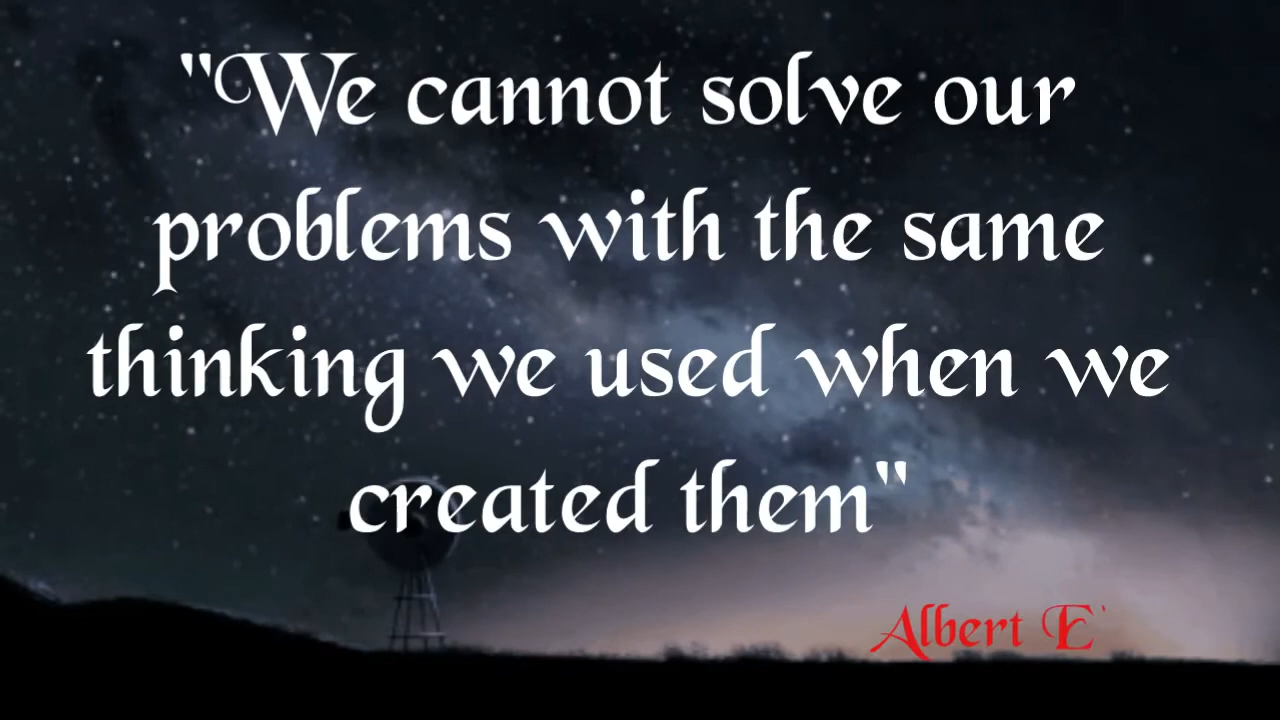 "We cannot solve our
problems with the same
thinking we used when we
created them"
Albert E'